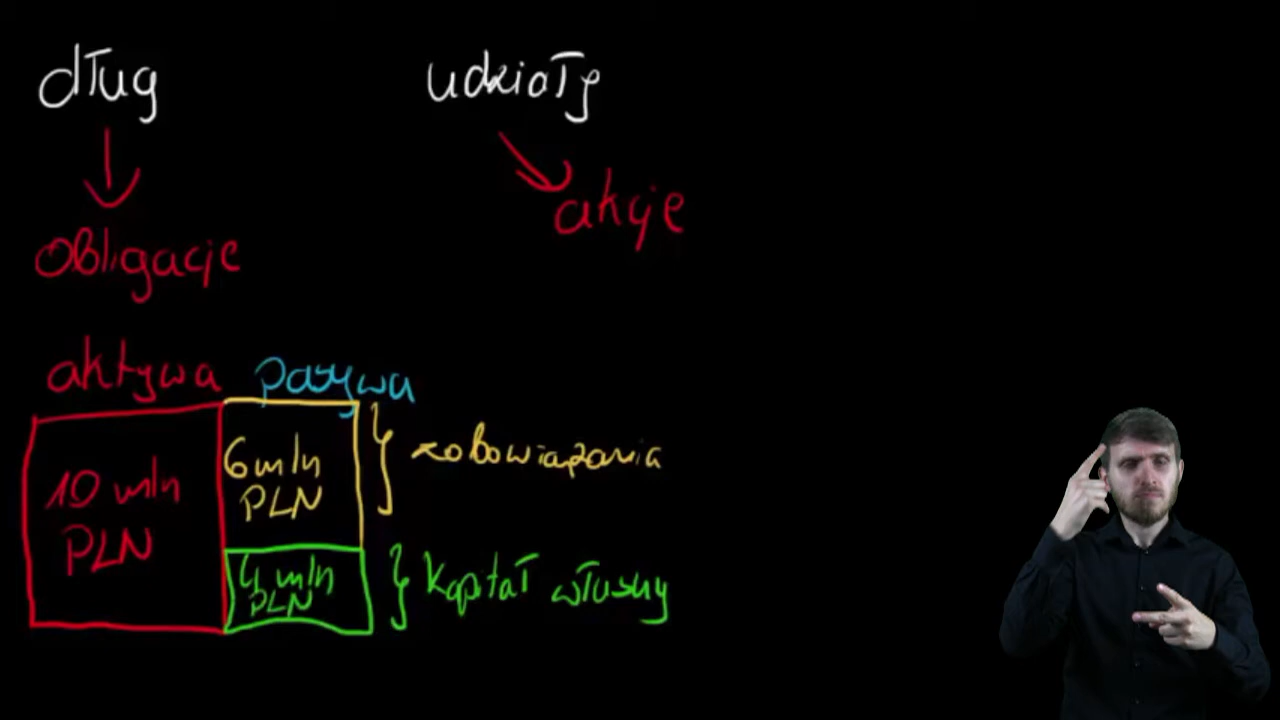 dług
udziały
akcje
obligacje
aktywa
pasywa
10 mln
PLN
6 mln
PLN
zobowiązania
4 mln
PLN
kapitał własny